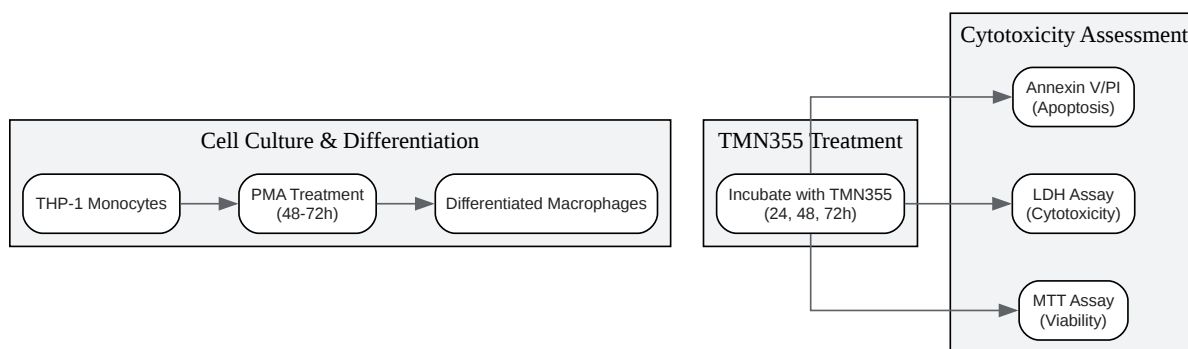 Cell Culture & Differentiation
THP-1 Monocytes
PMA Treatment
(48-72h)
Differentiated Macrophages
TMN355 Treatment
Incubate with TMN355
(24, 48, 72h)
Cytotoxicity Assessment
Annexin V/PI
(Apoptosis)
LDH Assay
(Cytotoxicity)
MTT Assay
(Viability)